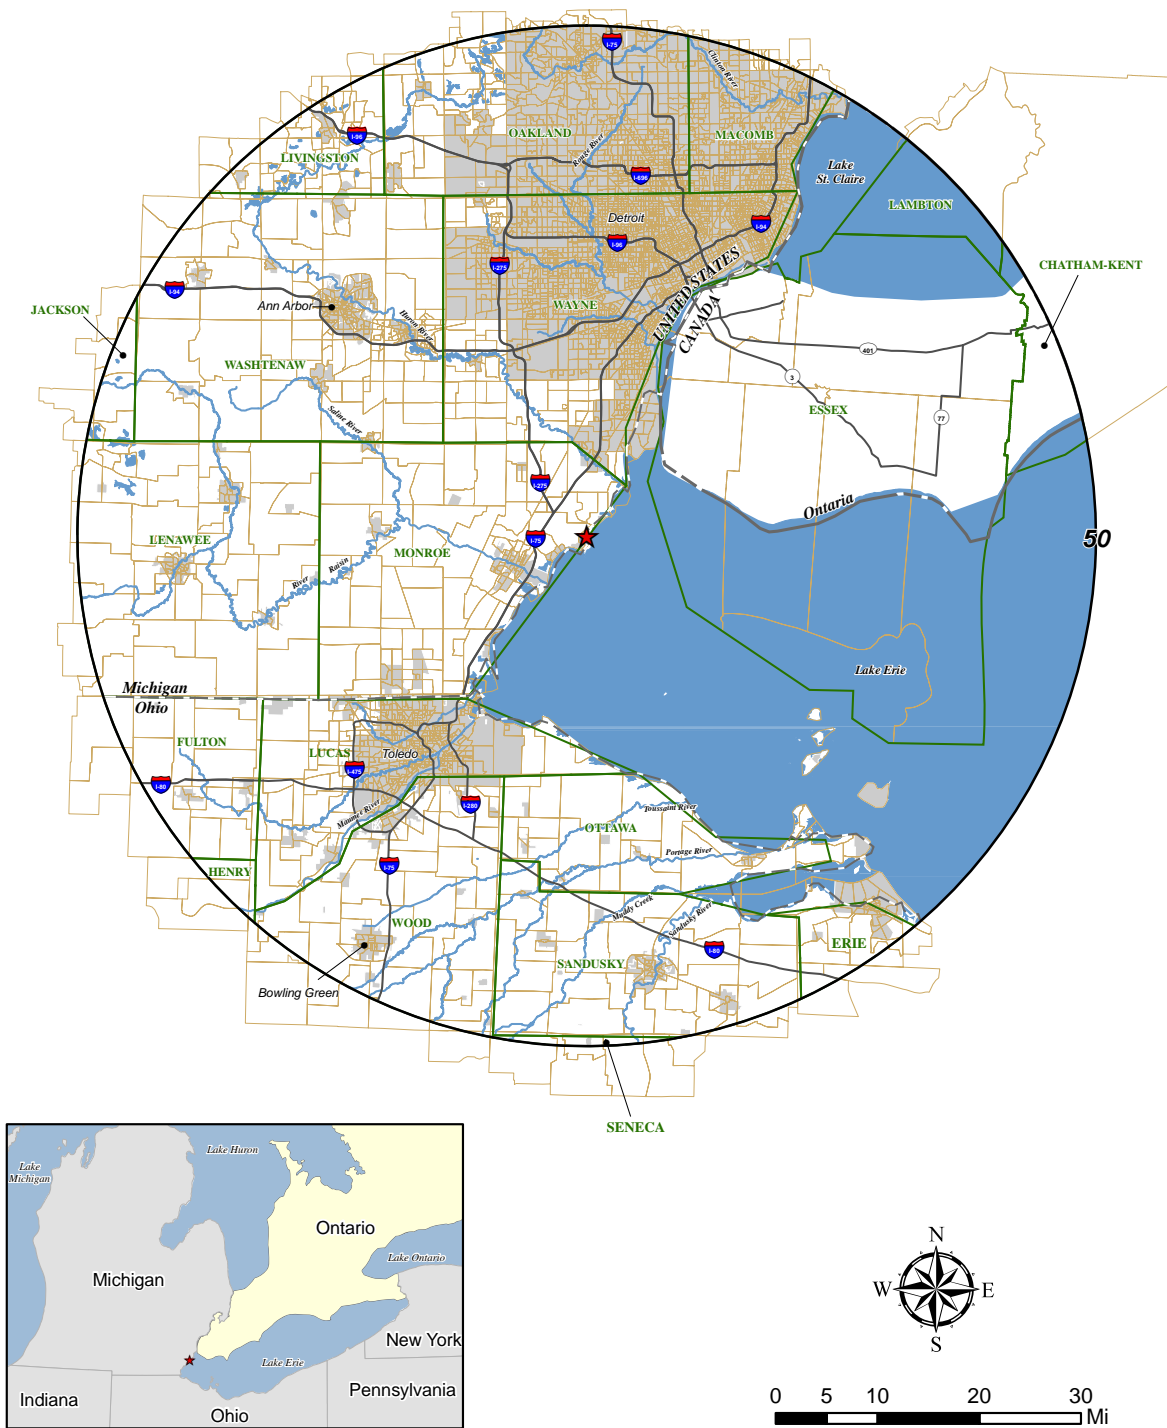 I-75
Clinton River
OAKLAND
MACOMB
I-96
Rouge River
LIVINGSTON
Lake
St. Claire
I-696
LAMBTON
Detroit
I-94
I-96
UNITED STATES
CANADA
I-275
CHATHAM-KENT
I-94
Ann Arbor
WAYNE
JACKSON
Huron River
401
WASHTENAW
3
ESSEX
Saline River
77
I-275
Ontaria
LENAWEE
I-75
50
MONROE
River
Raisin
Lake Erie
Michigan
Ohio
FULTON
LUCAS
Toledo
I-475
I-80
I-280
Maumee River
Toussaint River
OTTAWA
Portage River
HENRY
I-75
WOOD
Muddy Creek
Sandusky River
ERIE
I-80
SANDUSKY
Bowling Green
SENECA
Lake
Michigan
Lake Huron
Ontario
Lake Ontario
Michigan
New York
Lake Erie
Indiana
Pennsylvania
Ohio
N
W
E
S
0 5 10 20 30
Mi